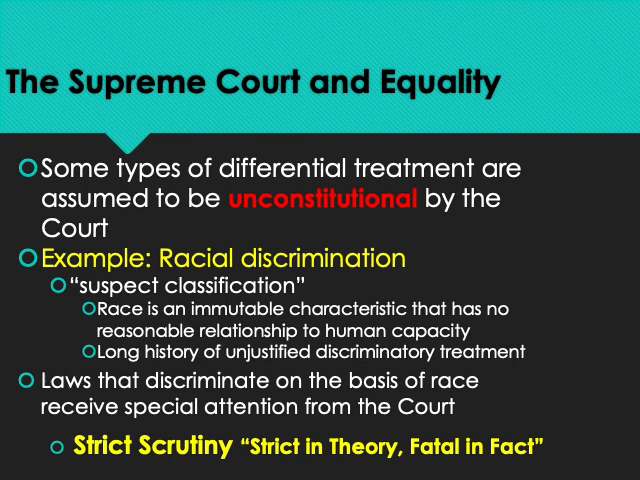 The Supreme Court and Equality
Some types of differential treatment are
assumed to be unconstitutional by the
Court
Example: Racial discrimination
“suspect classification”
Race is an immutable characteristic that has no
reasonable relationship to human capacity
Long history of unjustified discriminatory treatment
Laws that discriminate on the basis of race
receive special attention from the Court
Strict Scrutiny “Strict in Theory, Fatal in Fact”